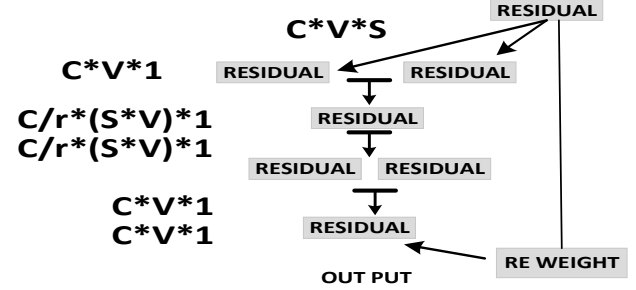 RESIDUAL
C*V*S
C*V*1
RESIDUAL RESIDUAL
C/r*(S*V)*1
RESIDUAL
C/r*(S*V)*1
RESIDUAL RESIDUAL
C*V*1
C*V*1
RESIDUAL
RE WEIGHT
OUT PUT